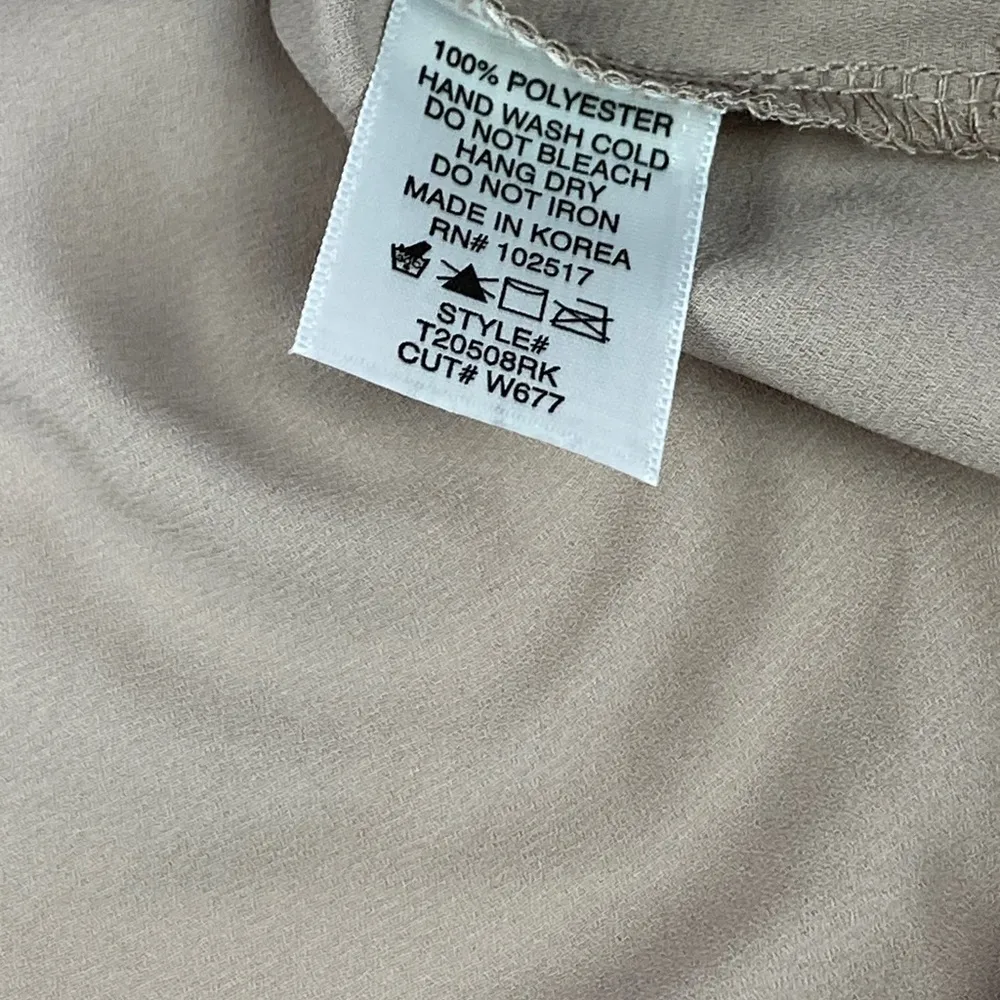 100% POLYESTER
HAND WASH COLD
DO NOT BLEACH
HANG DRY
DO NOT IRON
MADE IN KOREA
RN# 102517
STYLE#
T20508RK
CUT# W677